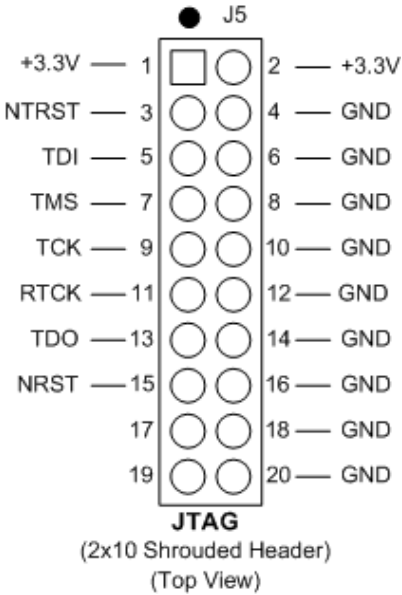 J5
+3.3V 1 2 +3.3V
NTRST 3 4 GND
TDI 5 6 GND
TMS 7 8 GND
TCK 9 10 GND
RTCK 11 12 GND
TDO 13 14 GND
NRST 15 16 GND
17 18 GND
19 20 GND
JTAG
(2x10 Shrouded Header)
(Top View)